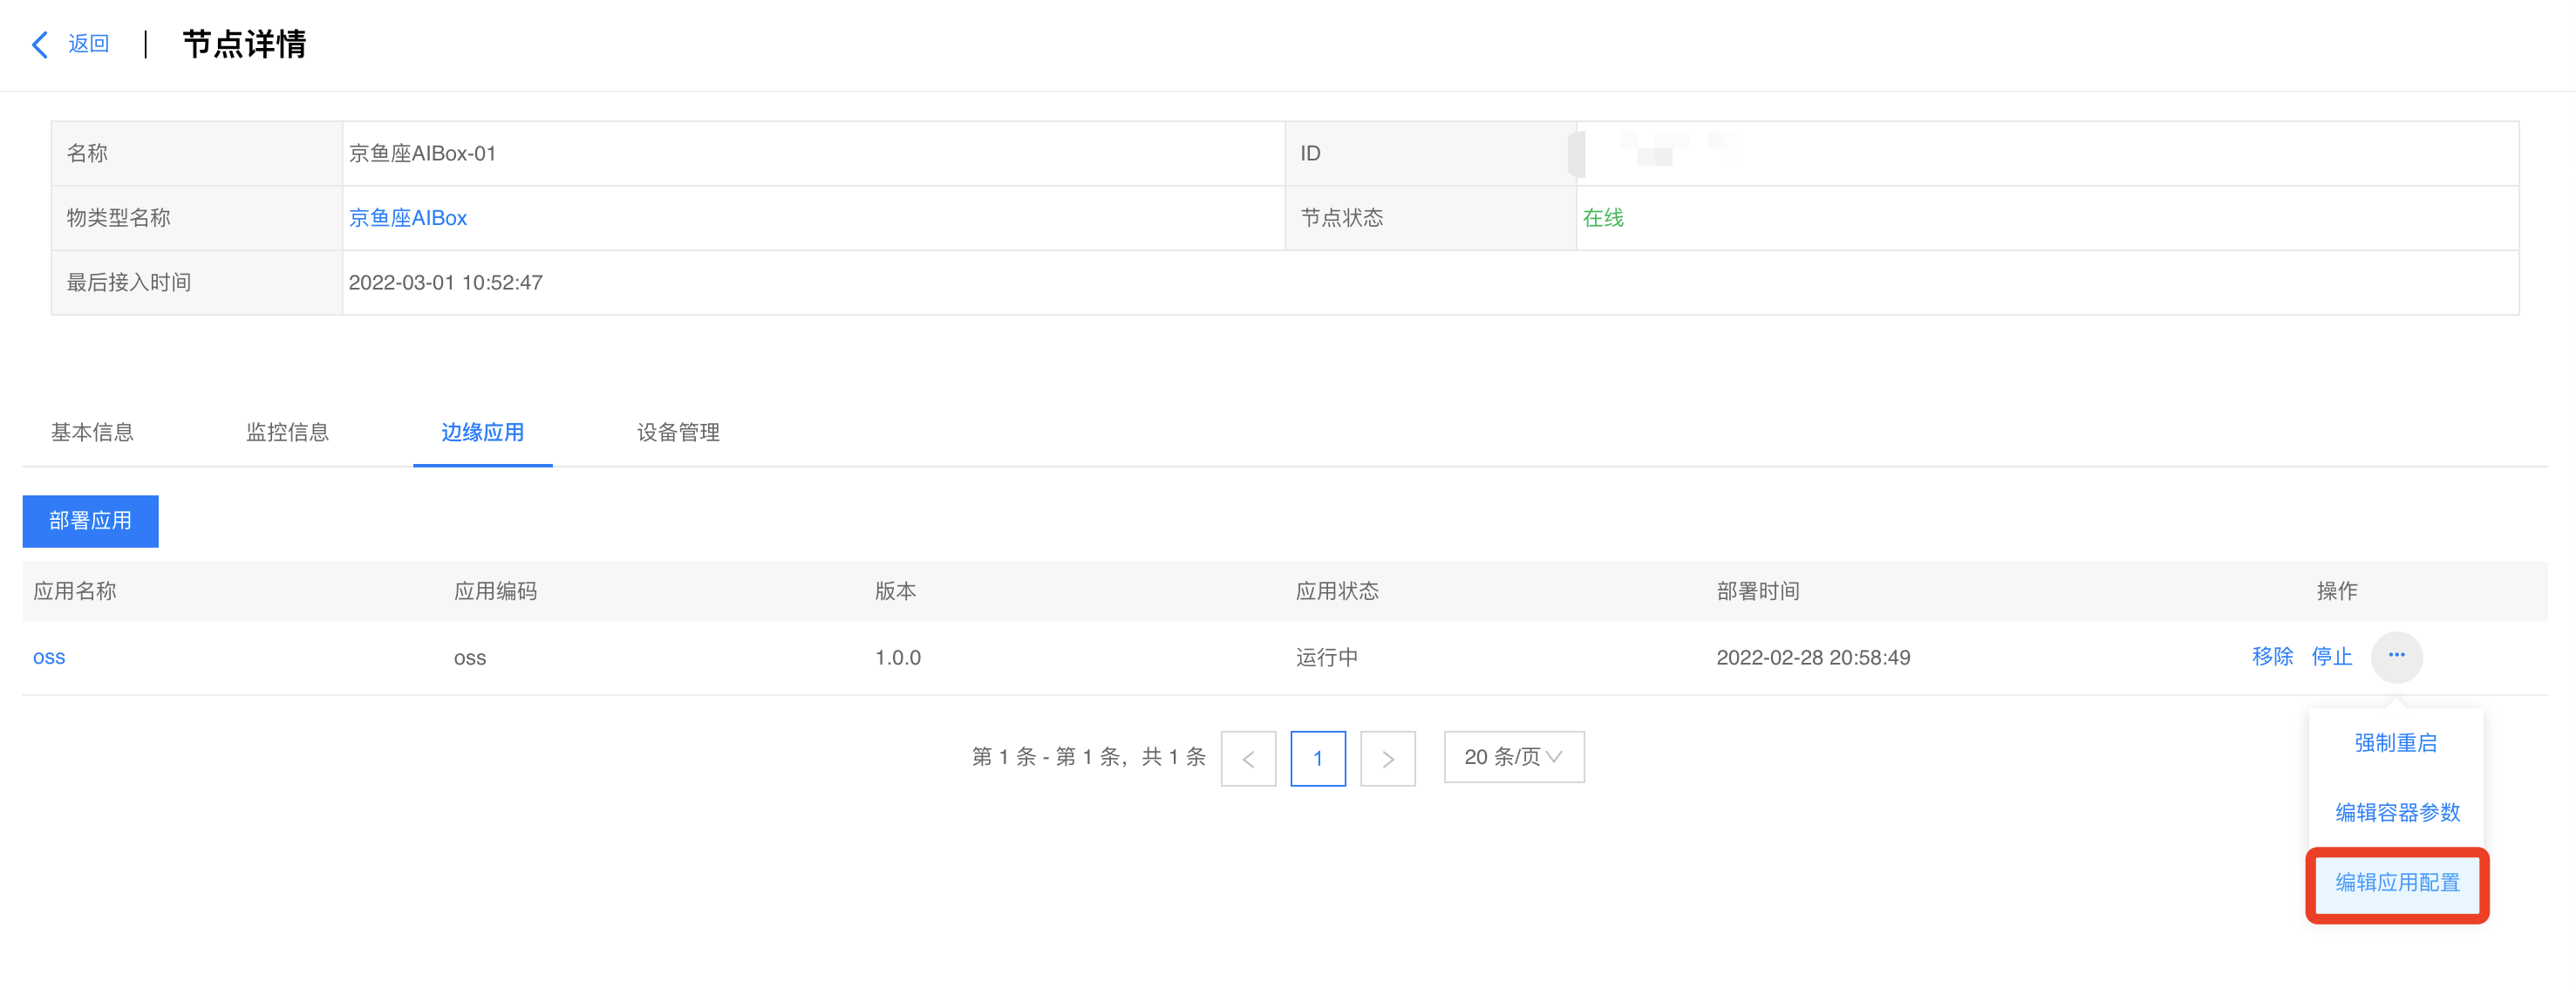 返回 | 节点详情
名称 京鱼座AIBox-01 ID
物类型名称 京鱼座AIBox 节点状态 在线
最后接入时间 2022-03-01 10:52:47
基本信息 监控信息 边缘应用 设备管理
部署应用
应用名称 应用编码 版本 应用状态 部署时间 操作
oss oss 1.0.0 运行中 2022-02-28 20:58:49 移除 停止 ···
第 1 条 - 第 1 条，共 1 条 < 1 > 20 条/页
强制重启
编辑容器参数
编辑应用配置